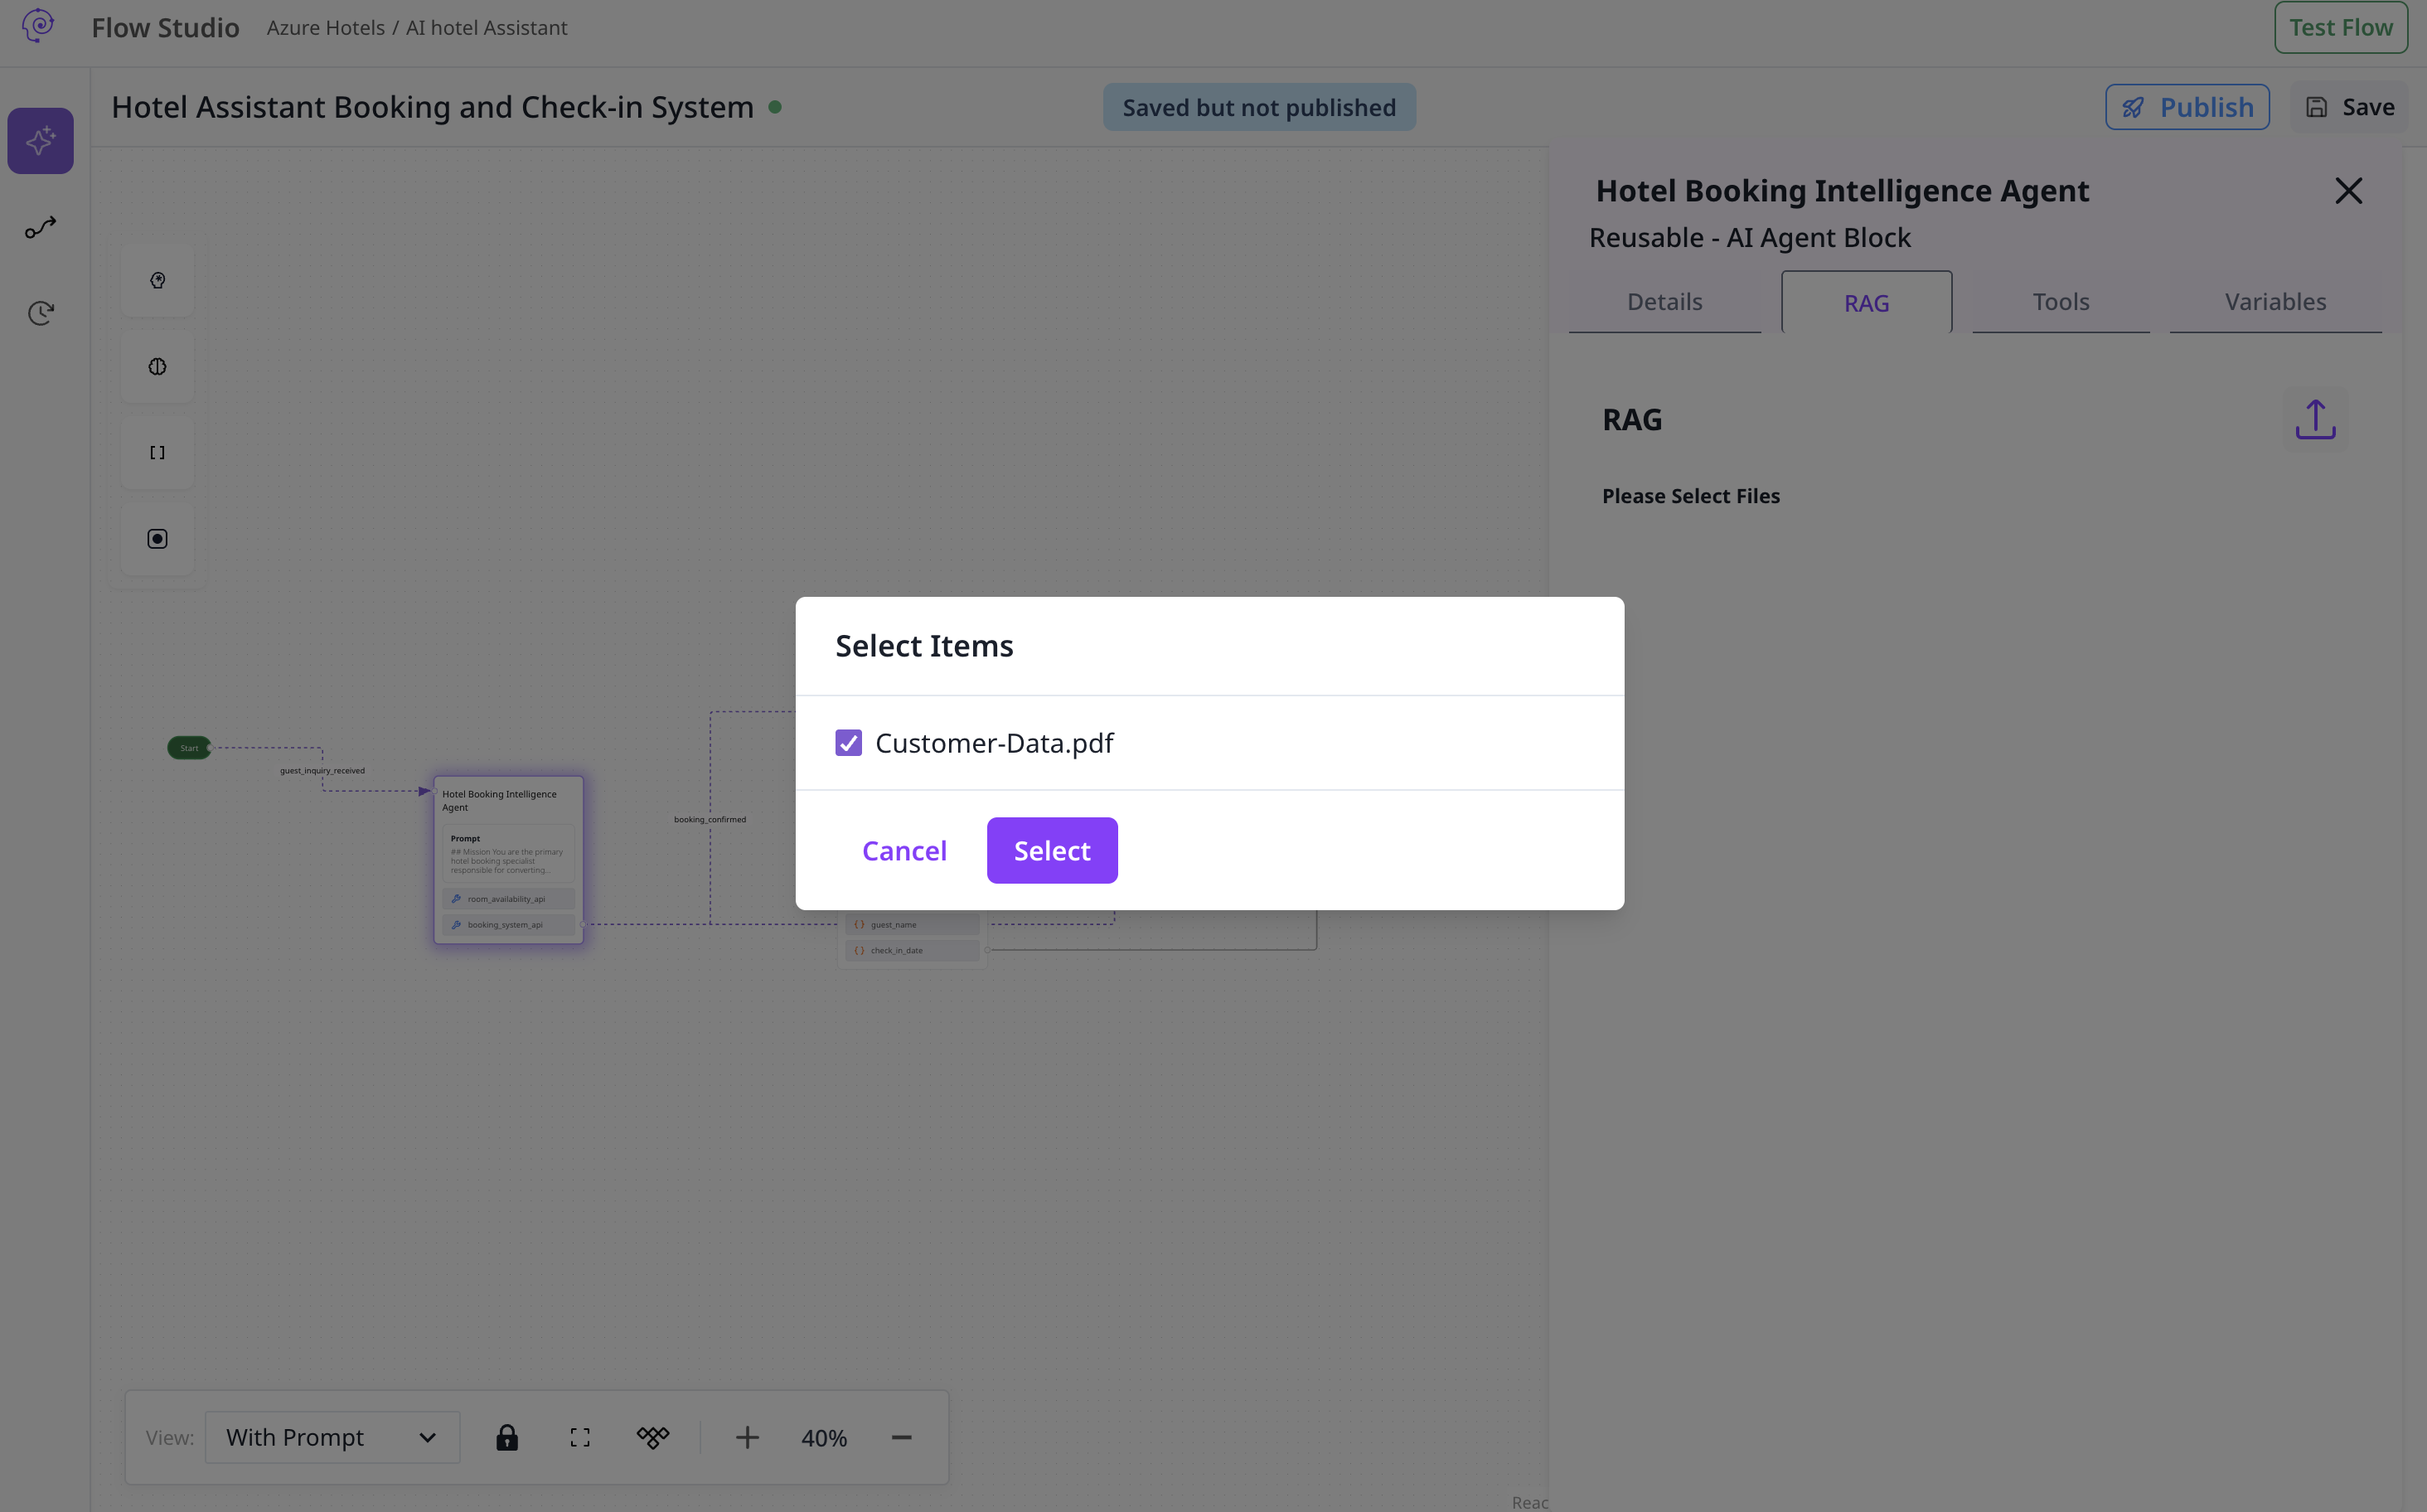 Flow Studio
Azure Hotels / AI hotel Assistant
Test Flow
Hotel Assistant Booking and Check-in System
Saved but not published
Publish
Save
Hotel Booking Intelligence Agent
Reusable - AI Agent Block
Details
RAG
Tools
Variables
RAG
Please Select Files
Select Items
Customer-Data.pdf
Cancel
Select
Start
guest_inquiry_received
Hotel Booking Intelligence
Agent
Prompt
## Mission You are the primary
hotel booking specialist
responsible for converting...
room_availability_api
booking_system_api
booking_confirmed
guest_name
check_in_date
View:
With Prompt
40%
Reac